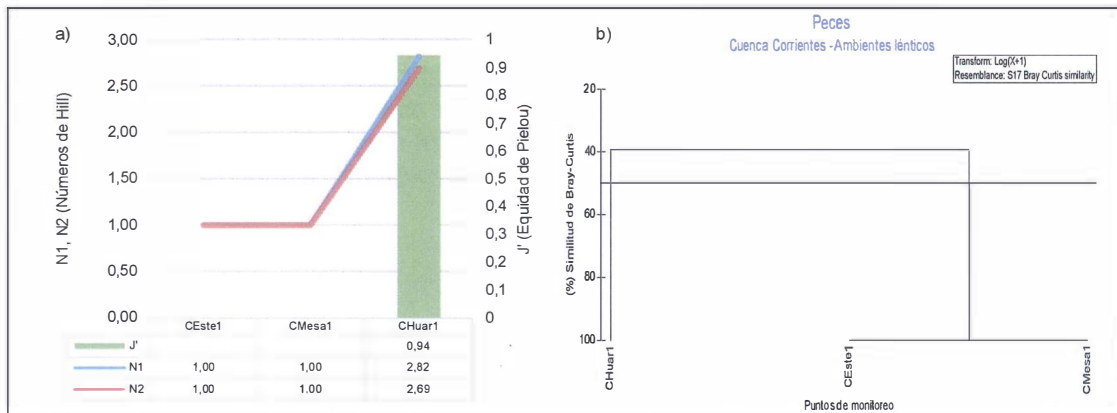 a)
N1, N2 (Números de Hill)
3,00
2,50
2,00
1,50
1,00
0,50
0,00
1
0,9
0,8
0,7
0,6
0,5
0,4
0,3
0,2
0,1
0
J' (Equidad de Pielou)
CEste1 CMesa1 CHuar1
J' 0,94
N1 1,00 1,00 2,82
N2 1,00 1.00 2,69
b)
Peces
Cuenca Corrientes -Ambientes lénticos
Transform: Log(X+1)
Resemblance: S17 Bray Curtis similarity
(%) Similitud de Bray-Curtis
20
40
60
80
100
CHuar1
CEste1
CMesa1
Puntos de monitoreo